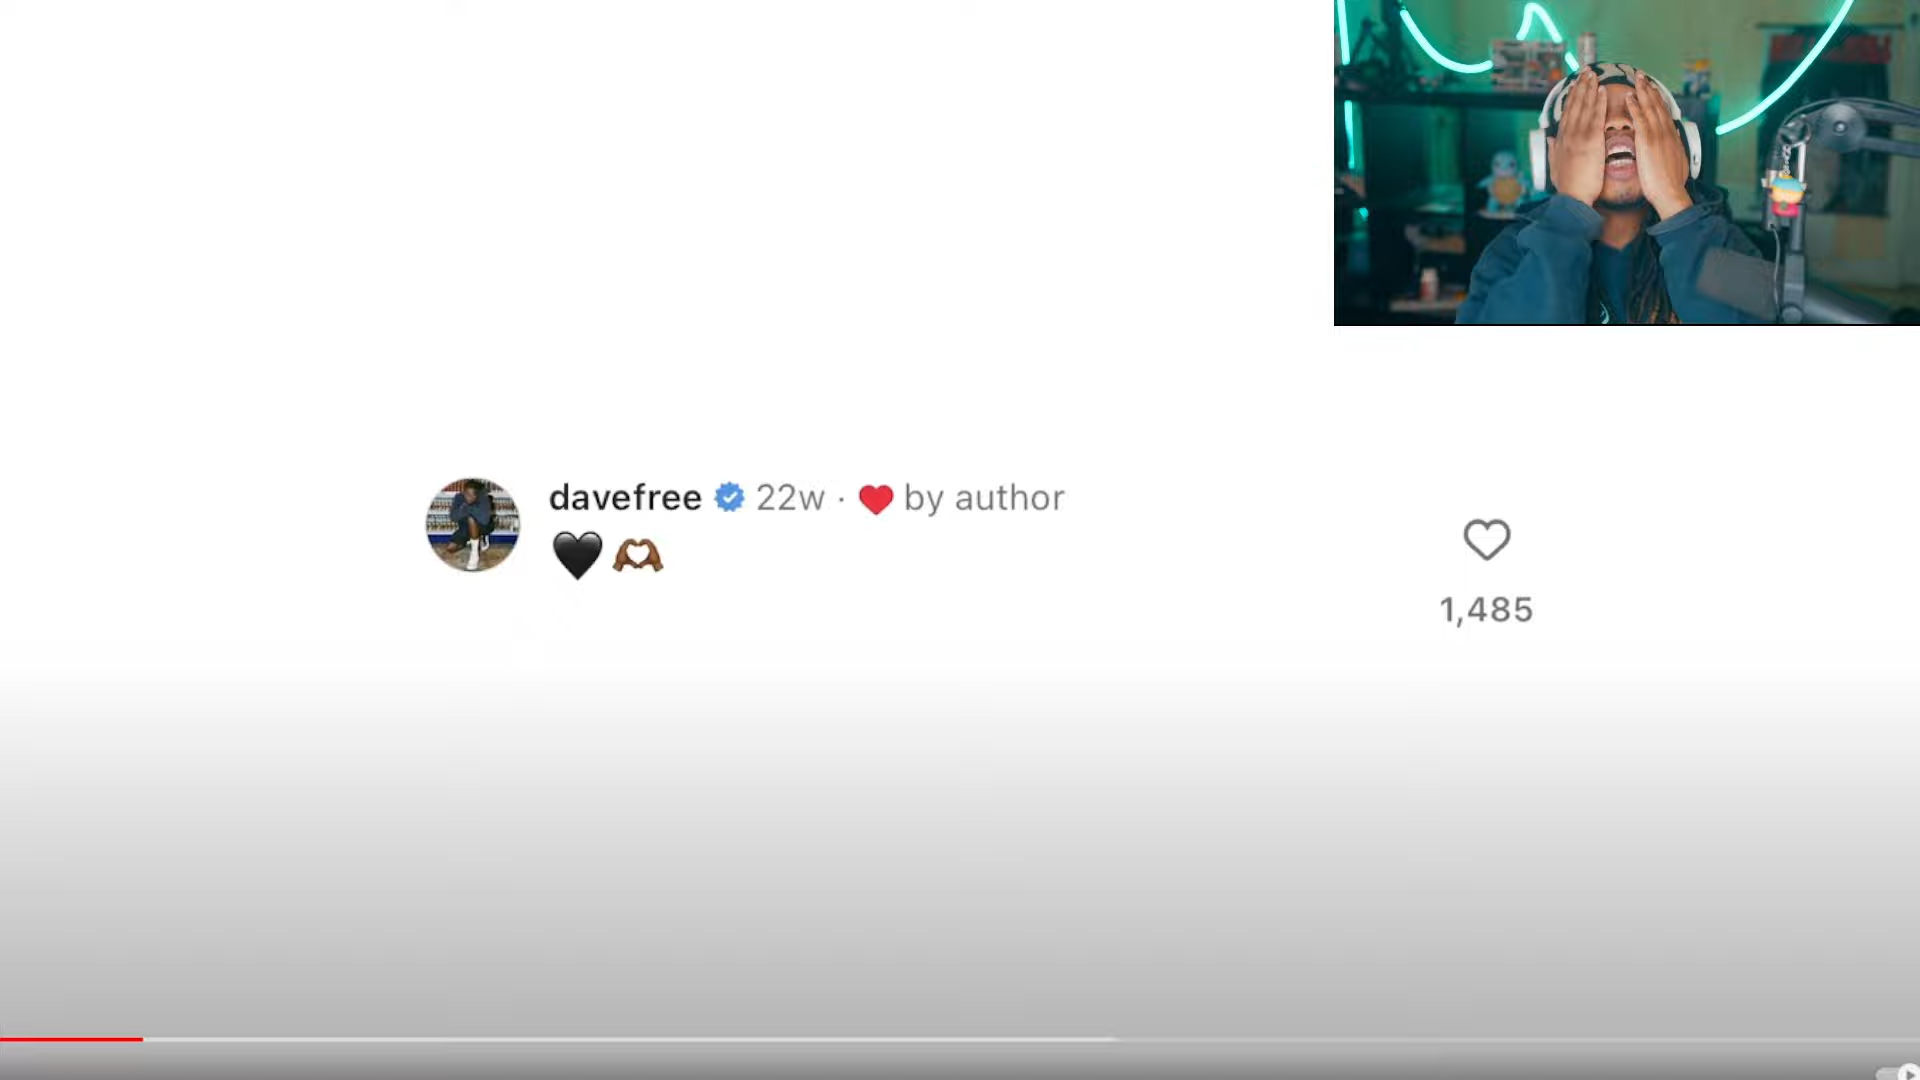 davefree 22w · ❤️ by author
🖤 🫶🏾
1,485